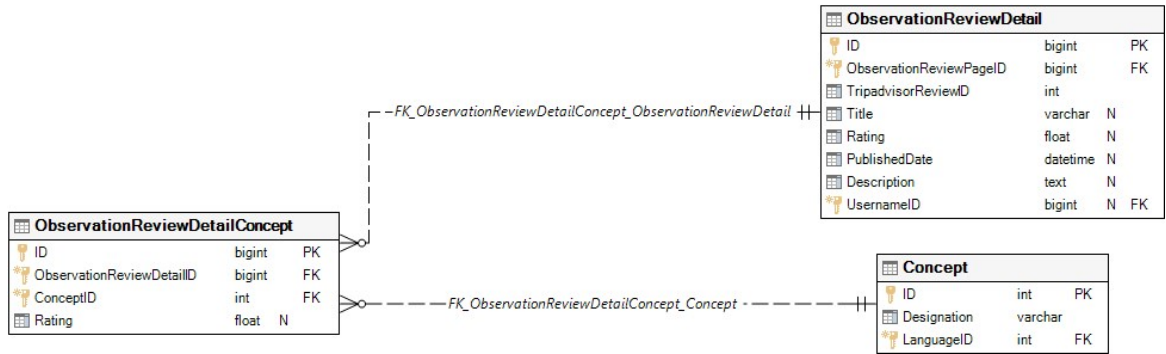 ObservationReviewDetail
ID bigint PK
ObservationReviewPageID bigint FK
TripadvisorReviewID int
Title varchar N
Rating float N
PublishedDate datetime N
Description text N
UsernameID bigint N FK
FK_ObservationReviewDetailConcept_ObservationReviewDetail
ObservationReviewDetailConcept
ID bigint PK
ObservationReviewDetailID bigint FK
ConceptID int FK
Rating float N
FK_ObservationReviewDetailConcept_Concept
Concept
ID int PK
Designation varchar
LanguageID int FK